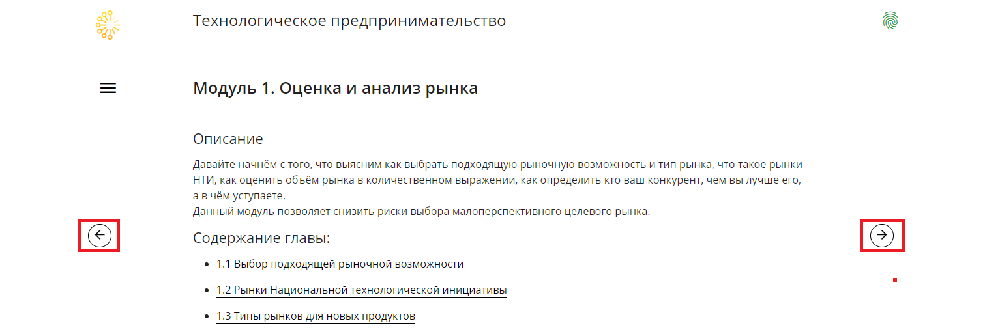 Технологическое предпринимательство
Модуль 1. Оценка и анализ рынка
Описание
Давайте начнём с того, что выясним как выбрать подходящую рыночную возможность и тип рынка, что такое рынки
НТИ, как оценить объём рынка в количественном выражении, как определить кто ваш конкурент, чем вы лучше его,
а в чём уступаете.
Данный модуль позволяет снизить риски выбора малоперспективного целевого рынка.
Содержание главы:
1.1 Выбор подходящей рыночной возможности
1.2 Рынки Национальной технологической инициативы
1.3 Типы рынков для новых продуктов